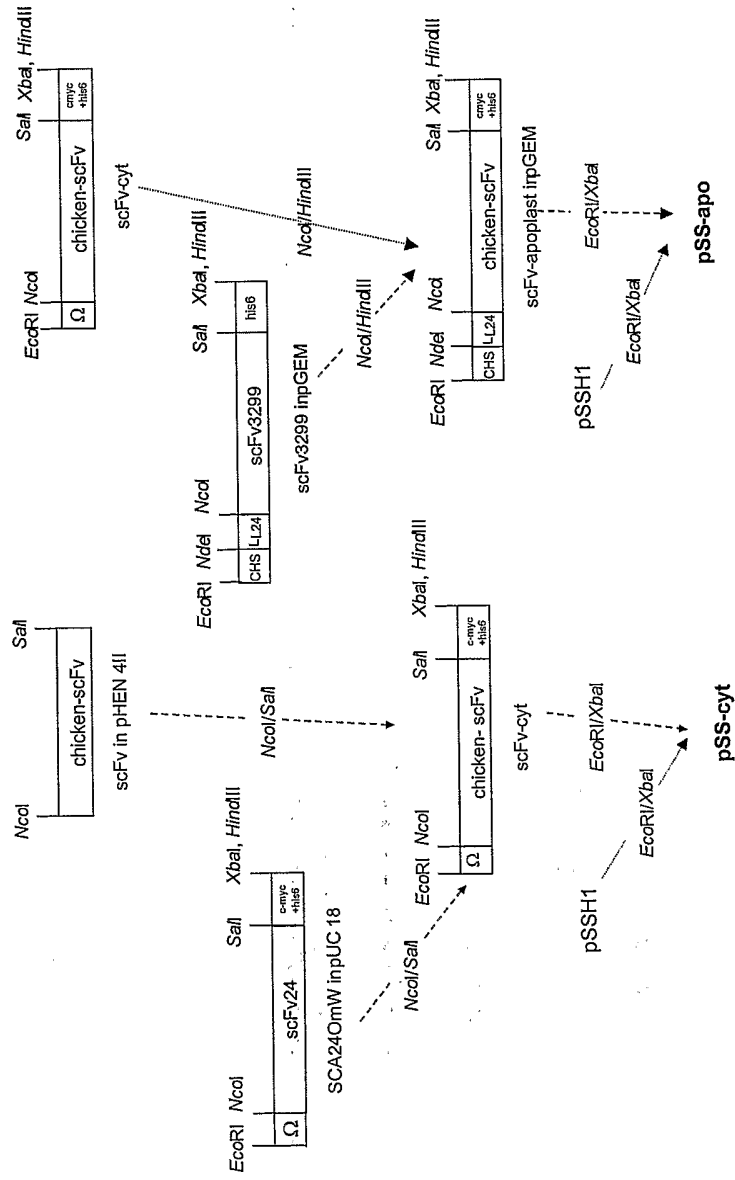 NcoI SalI
chicken-scFv
scFv in pHEN 4II
EcoRI NcoI SalI XbaI, HindIII
Ω chicken-scFv cmyc
+his6
scFv-cyt
EcoRI NcoI SalI XbaI, HindIII
Ω scFv24 c-myc
+his6
SCA24OmW inpUC 18
NcoI/SalI
NcoI/SalI
EcoRI NdeI NcoI SalI XbaI, HindIII
CHS LL24 scFv3299 his6
scFv3299 inpGEM
NcoI/HindIII
NcoI/HindIII
EcoRI NcoI SalI XbaI, HindIII
Ω chicken- scFv c-myc
+his6
scFv-cyt
pSSH1
EcoRI/XbaI
EcoRI/XbaI
pSS-cyt
EcoRI NdeI NcoI SalI XbaI, HindIII
CHS LL24 chicken-scFv cmyc
+his6
scFv-apoplast inpGEM
pSSH1
EcoRI/XbaI
EcoRI/XbaI
pSS-apo